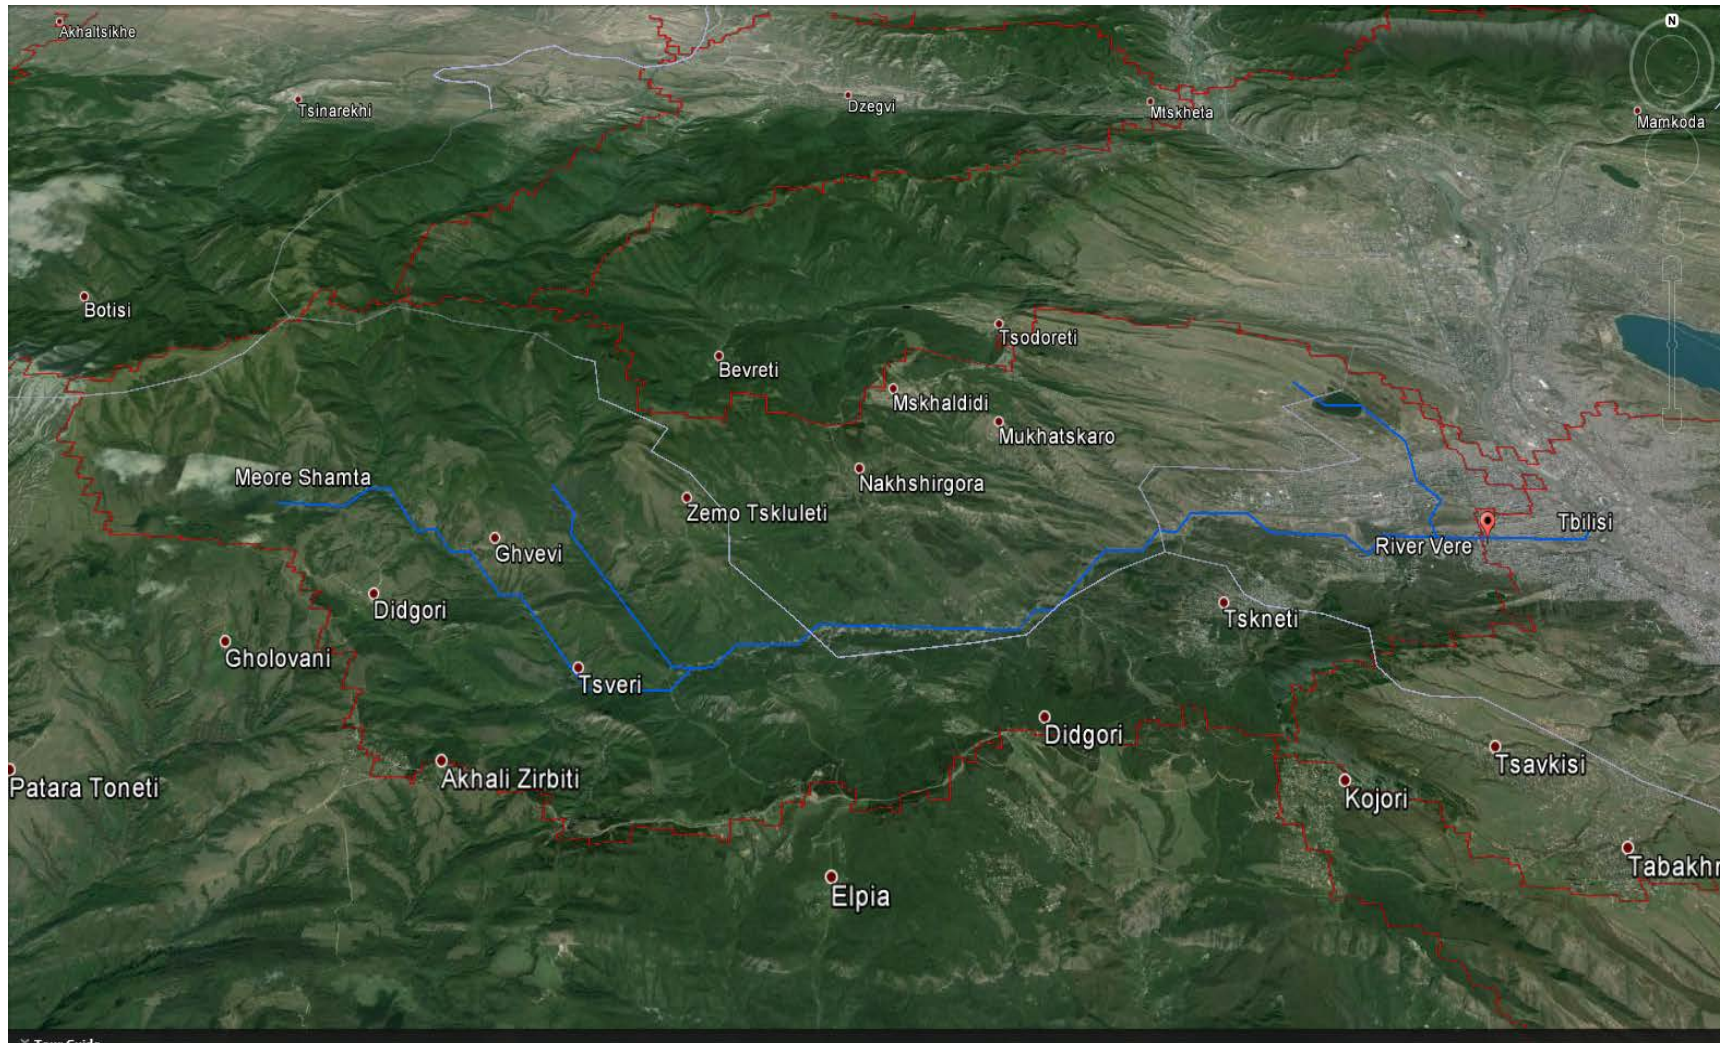 Akhaltsikhe
N
Tsinarekhi
Dzegvi
Mtskheta
Mamkoda
Botisi
Tsodoreti
Bevreti
Mskhaldidi
Mukhatskaro
Meore Shamta
Nakhshirgora
Zemo Tskluleti
Tbilisi
Ghvevi
River Vere
Didgori
Tskneti
Gholovani
Tsveri
Didgori
Tsavkisi
Akhali Zirbiti
Patara Toneti
Kojori
Tabakhr
Elpia